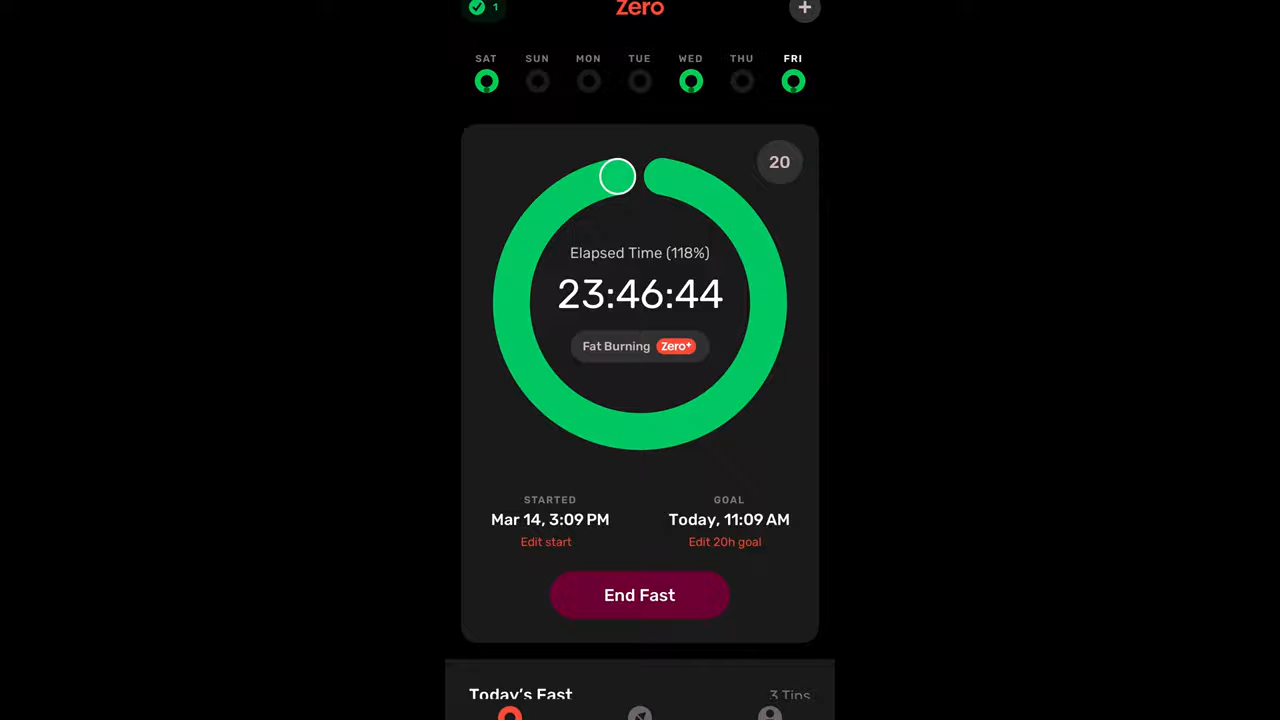 1 Zero +
SAT SUN MON TUE WED THU FRI
20
Elapsed Time (118%)
23:46:44
Fat Burning Zero+
STARTED GOAL
Mar 14, 3:09 PM Today, 11:09 AM
Edit start Edit 20h goal
End Fast
Today's Fast 3 Tips